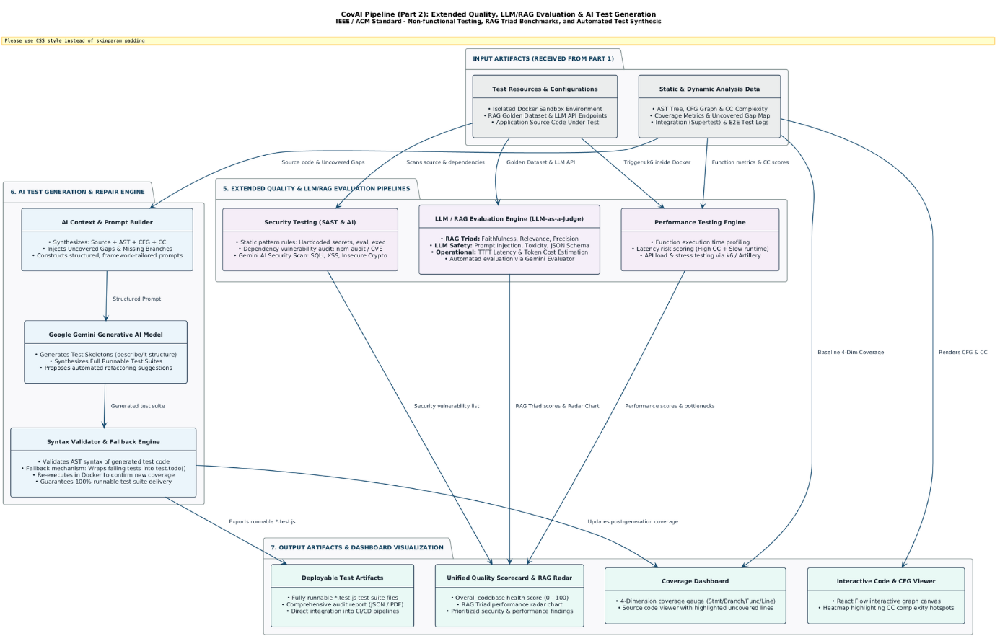 CovAI Pipeline (Part 2): Extended Quality, LLM/RAG Evaluation & AI Test Generation
IEEE / ACM Standard - Non-functional Testing, RAG Triad Benchmarks, and Automated Test Synthesis
Please use CSS style instead of skinparam padding
INPUT ARTIFACTS (RECEIVED FROM PART 1)
Test Resources & Configurations
• Isolated Docker Sandbox Environment
• RAG Golden Dataset & LLM API Endpoints
• Application Source Code Under Test
Static & Dynamic Analysis Data
• AST Tree, CFG Graph & CC Complexity
• Coverage Metrics & Uncovered Gap Map
• Integration (Supertest) & E2E Test Logs
Source code & Uncovered Gaps
Scans source & dependencies
Golden Dataset & LLM API
Triggers k6 inside Docker
Function metrics & CC scores
6. AI TEST GENERATION & REPAIR ENGINE
AI Context & Prompt Builder
• Synthesizes: Source + AST + CFG + CC
• Injects Uncovered Gaps & Missing Branches
• Constructs structured, framework-tailored prompts
Structured Prompt
Google Gemini Generative AI Model
• Generates Test Skeletons (describe/it structure)
• Synthesizes Full Runnable Test Suites
• Proposes automated refactoring suggestions
Generated test suite
Syntax Validator & Fallback Engine
• Validates AST syntax of generated test code
• Fallback mechanism: Wraps failing tests into test.todo()
• Re-executes in Docker to confirm new coverage
• Guarantees 100% runnable test suite delivery
5. EXTENDED QUALITY & LLM/RAG EVALUATION PIPELINES
Security Testing (SAST & AI)
• Static pattern rules: Hardcoded secrets, eval, exec
• Dependency vulnerability audit: npm audit / CVE
• Gemini AI Security Scan: SQLi, XSS, Insecure Crypto
LLM / RAG Evaluation Engine (LLM-as-a-Judge)
• RAG Triad: Faithfulness, Relevance, Precision
• LLM Safety: Prompt Injection, Toxicity, JSON Schema
• Operational: TTFT Latency & Token Cost Estimation
• Automated evaluation via Gemini Evaluator
Performance Testing Engine
• Function execution time profiling
• Latency risk scoring (High CC + Slow runtime)
• API load & stress testing via k6 / Artillery
Baseline 4-Dim Coverage
Renders CFG & CC
Security vulnerability list
RAG Triad scores & Radar Chart
Performance scores & bottlenecks
Exports runnable *.test.js
Updates post-generation coverage
7. OUTPUT ARTIFACTS & DASHBOARD VISUALIZATION
Deployable Test Artifacts
• Fully runnable *.test.js test suite files
• Comprehensive audit report (JSON / PDF)
• Direct integration into CI/CD pipelines
Unified Quality Scorecard & RAG Radar
• Overall codebase health score (0 - 100)
• RAG Triad performance radar chart
• Prioritized security & performance findings
Coverage Dashboard
• 4-Dimension coverage gauge (Stmt/Branch/Func/Line)
• Source code viewer with highlighted uncovered lines
Interactive Code & CFG Viewer
• React Flow interactive graph canvas
• Heatmap highlighting CC complexity hotspots